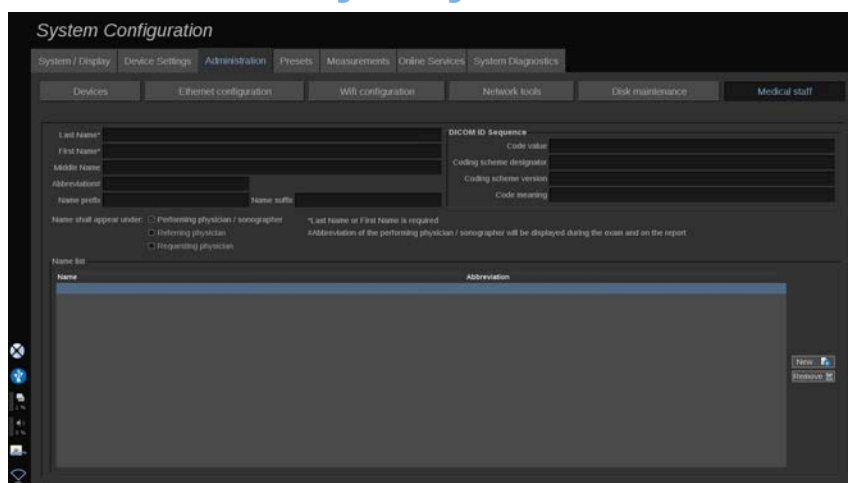 System Configuration
System / Display Device Settings Administration Presets Measurements Online Services System Diagnostics
Devices Ethernet configuration Wifi configuration Network tools Disk maintenance Medical staff
Last Name*
First Name*
Middle Name
Abbreviation#
Name prefix Name suffix
DICOM ID Sequence
Code value
Coding scheme designator
Coding scheme version
Code meaning
Name shall appear under: Performing physician / sonographer
Referring physician
Requesting physician
*Last Name or First Name is required
#Abbreviation of the performing physician / sonographer will be displayed during the exam and on the report
Name list
Name Abbreviation
New
Remove